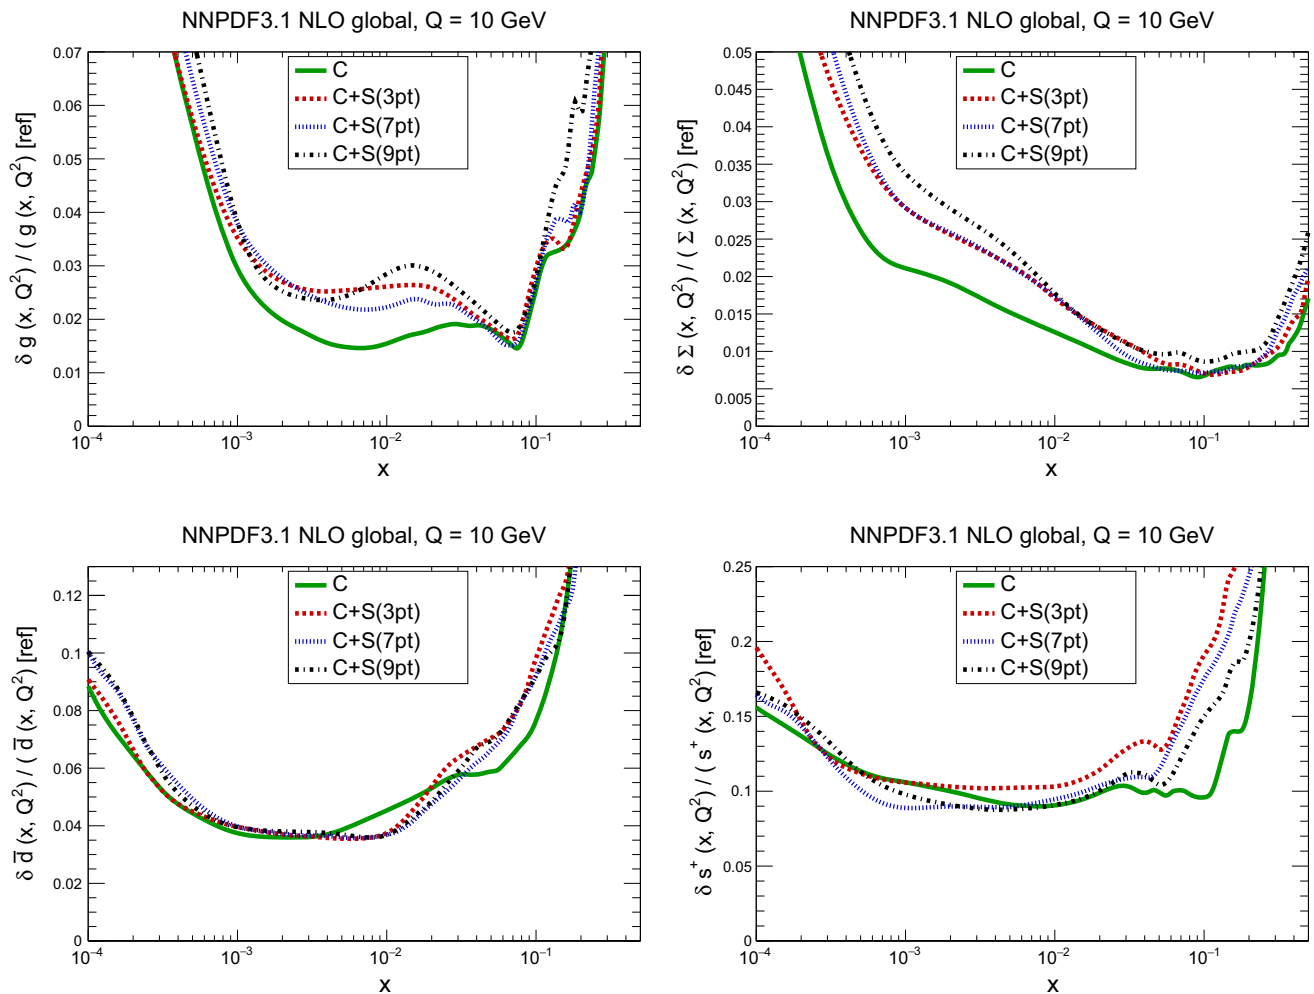 NNPDF3.1 NLO global, Q = 10 GeV
δ g (x, Q²) / ( g (x, Q²) ) [ref]
0.07
0.06
0.05
0.04
0.03
0.02
0.01
0
C
C+S(3pt)
C+S(7pt)
C+S(9pt)
10⁻⁴ 10⁻³ 10⁻² 10⁻¹
x
NNPDF3.1 NLO global, Q = 10 GeV
δ Σ (x, Q²) / ( Σ (x, Q²) ) [ref]
0.05
0.045
0.04
0.035
0.03
0.025
0.02
0.015
0.01
0.005
0
C
C+S(3pt)
C+S(7pt)
C+S(9pt)
10⁻⁴ 10⁻³ 10⁻² 10⁻¹
x
NNPDF3.1 NLO global, Q = 10 GeV
δ d̅ (x, Q²) / ( d̅ (x, Q²) ) [ref]
0.12
0.1
0.08
0.06
0.04
0.02
0
C
C+S(3pt)
C+S(7pt)
C+S(9pt)
10⁻⁴ 10⁻³ 10⁻² 10⁻¹
x
NNPDF3.1 NLO global, Q = 10 GeV
δ s⁺ (x, Q²) / ( s⁺ (x, Q²) ) [ref]
0.25
0.2
0.15
0.1
0.05
0
C
C+S(3pt)
C+S(7pt)
C+S(9pt)
10⁻⁴ 10⁻³ 10⁻² 10⁻¹
x